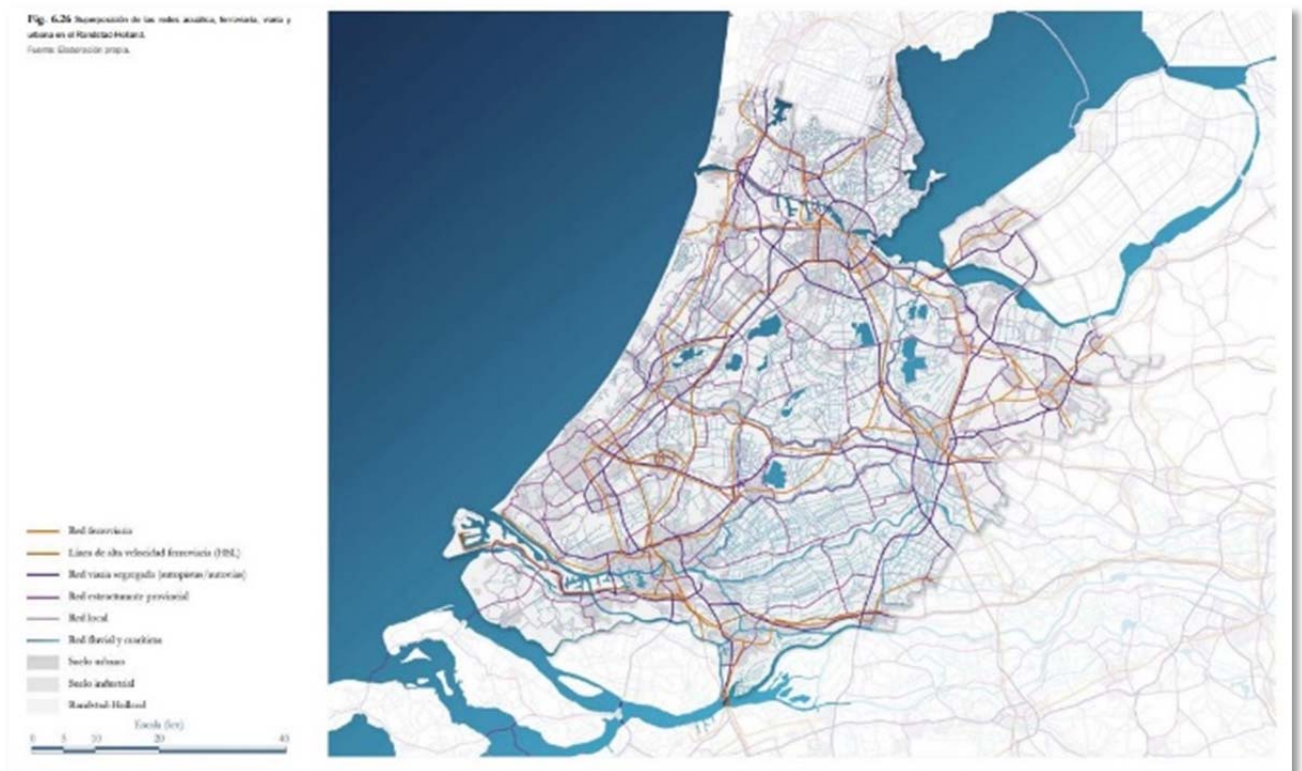 Fig. 6.26 Superposición de las redes acuática, ferroviaria, viaria y
urbana en el Randstad-Holland.
Fuente: Elaboración propia.
Red ferroviaria
Línea de alta velocidad ferroviaria (HSL)
Red viaria segregada (autopistas/autovías)
Red estructurante provincial
Red local
Red fluvial y marítima
Suelo urbano
Suelo industrial
Randstad-Holland
Escala (km)
0 5 10 20 40